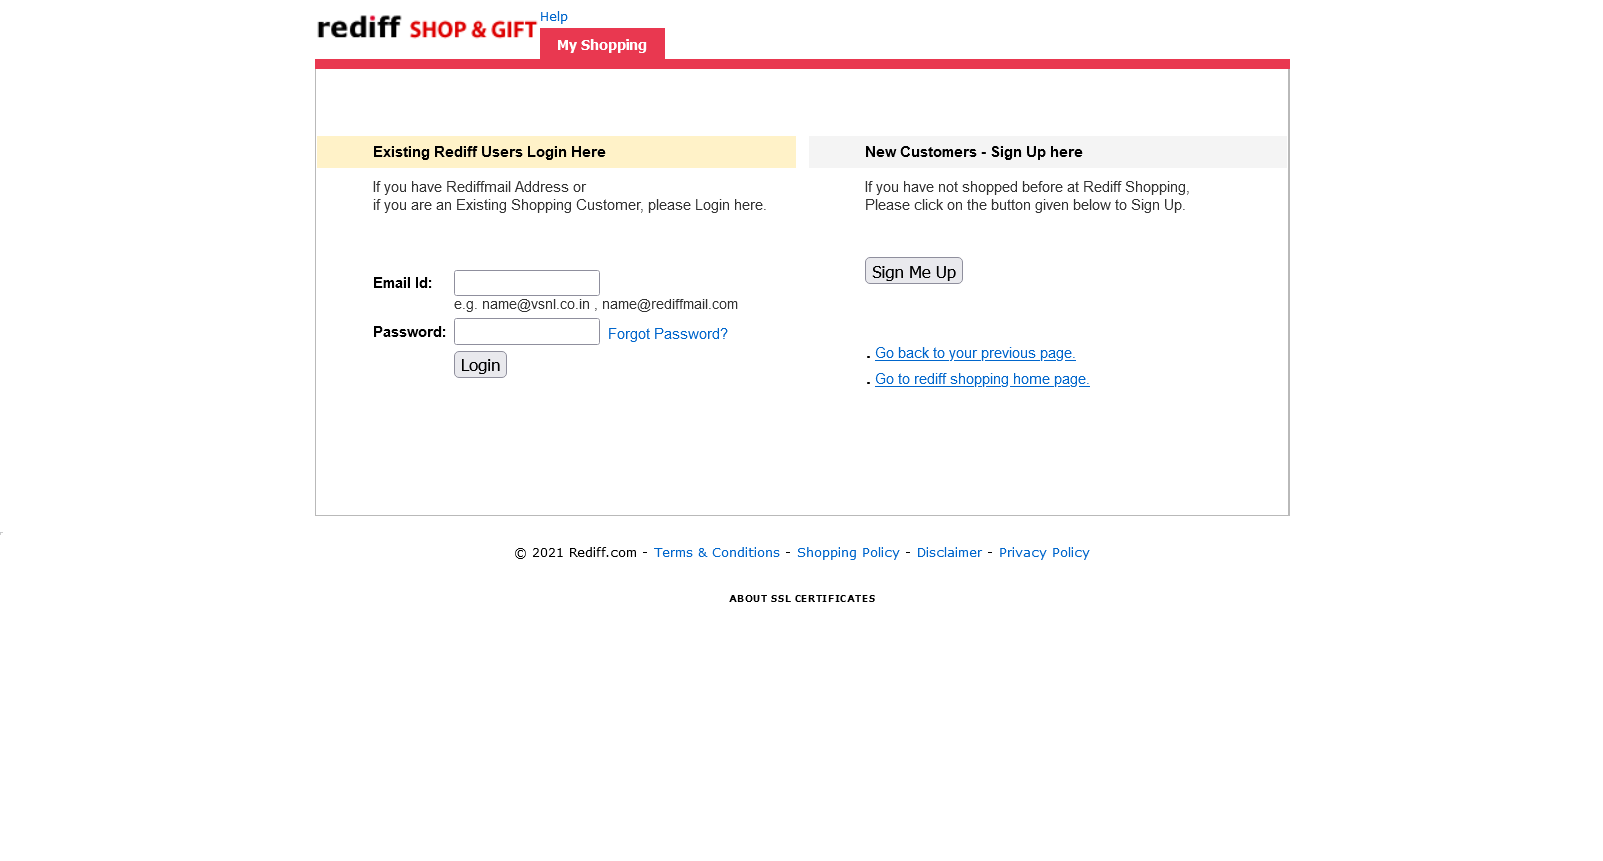 rediff SHOP & GIFT
Help
My Shopping
Existing Rediff Users Login Here
If you have Rediffmail Address or
if you are an Existing Shopping Customer, please Login here.
Email Id:
e.g. name@vsnl.co.in , name@rediffmail.com
Password: Forgot Password?
Login
New Customers - Sign Up here
If you have not shopped before at Rediff Shopping,
Please click on the button given below to Sign Up.
Sign Me Up
. Go back to your previous page.
. Go to rediff shopping home page.
© 2021 Rediff.com - Terms & Conditions - Shopping Policy - Disclaimer - Privacy Policy
ABOUT SSL CERTIFICATES